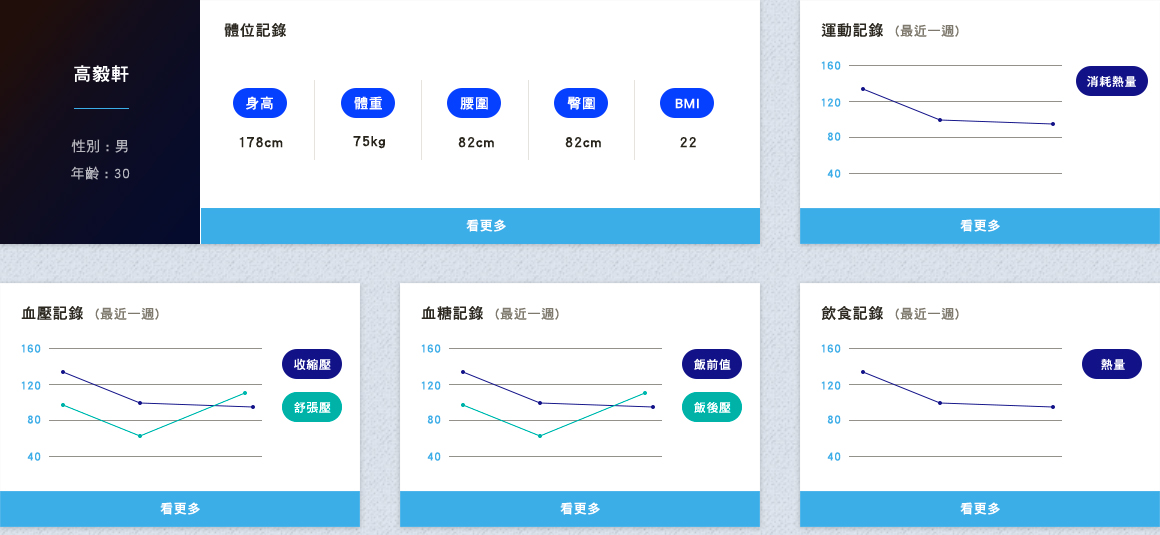 高毅軒
性別：男
年齡：30
體位記錄
身高
體重
腰圍
臀圍
BMI
178cm
75kg
82cm
82cm
22
看更多
運動記錄（最近一週）
160
120
80
40
消耗熱量
看更多
血壓記錄（最近一週）
160
120
80
40
收縮壓
舒張壓
看更多
血糖記錄（最近一週）
160
120
80
40
飯前值
飯後壓
看更多
飲食記錄（最近一週）
160
120
80
40
熱量
看更多